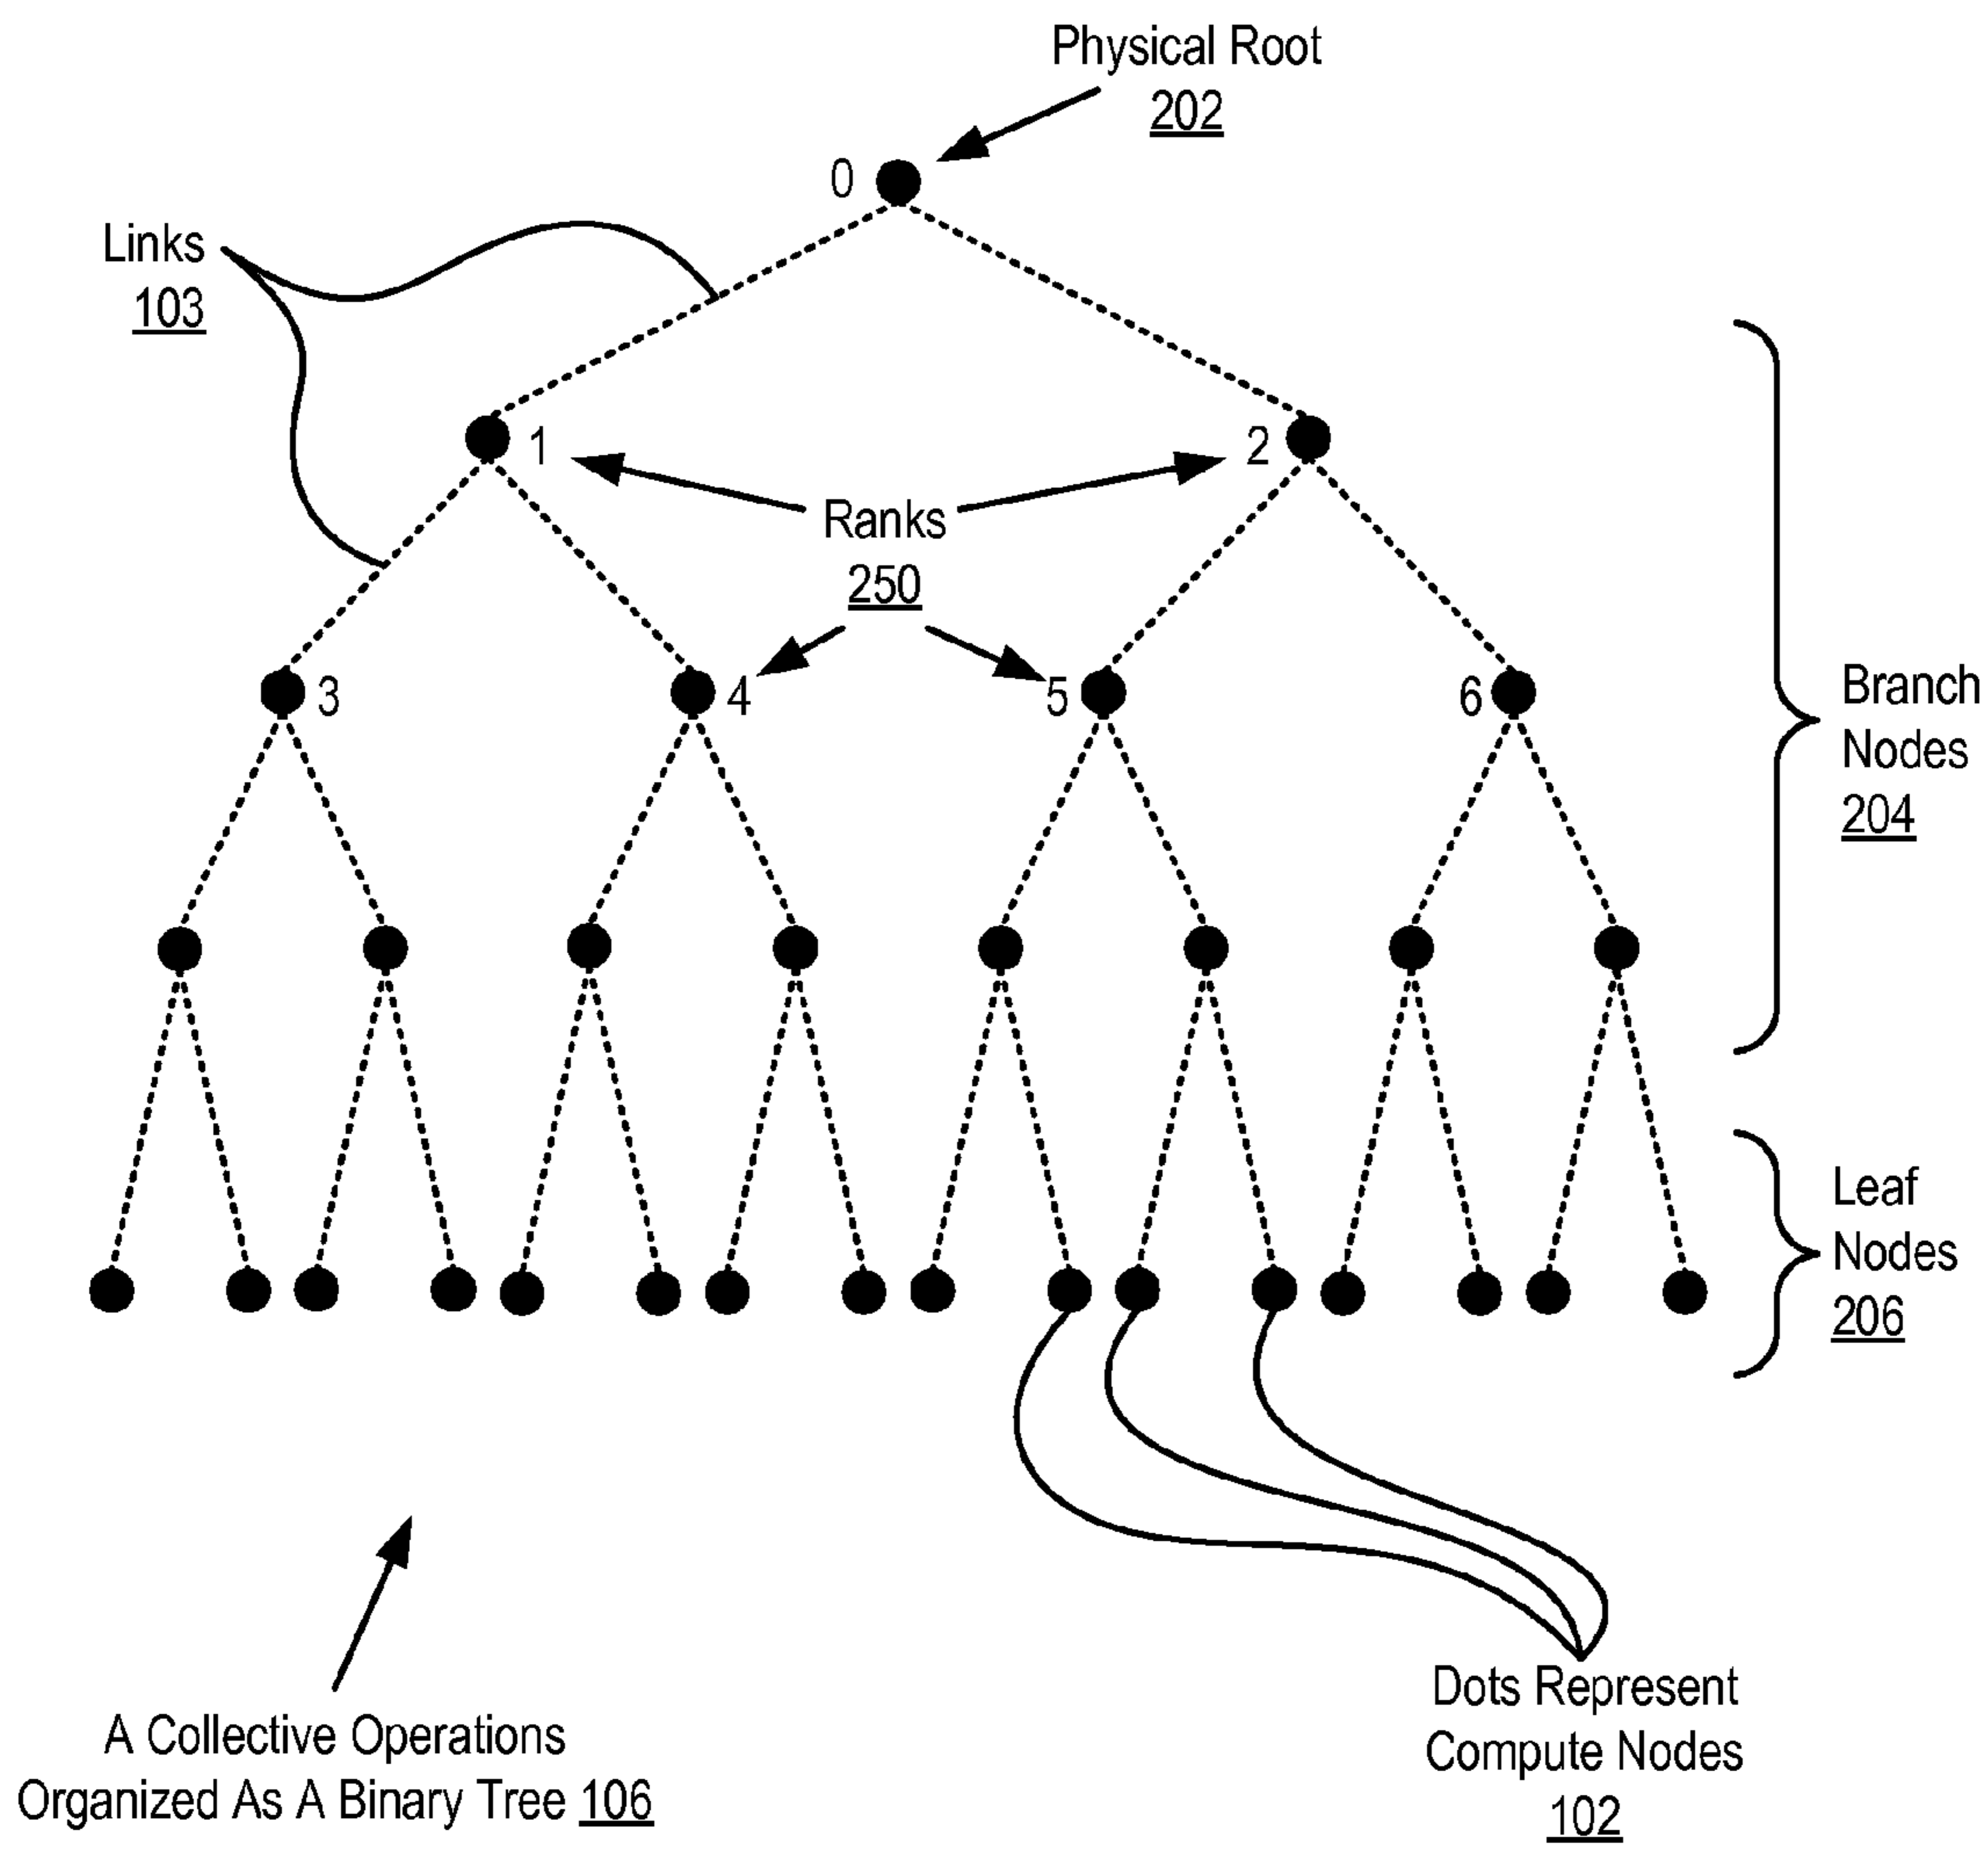 Physical Root
202
0
Links
103
1
2
Ranks
250
3
4
5
6
Branch
Nodes
204
Leaf
Nodes
206
Dots Represent
Compute Nodes
102
A Collective Operations
Organized As A Binary Tree 106